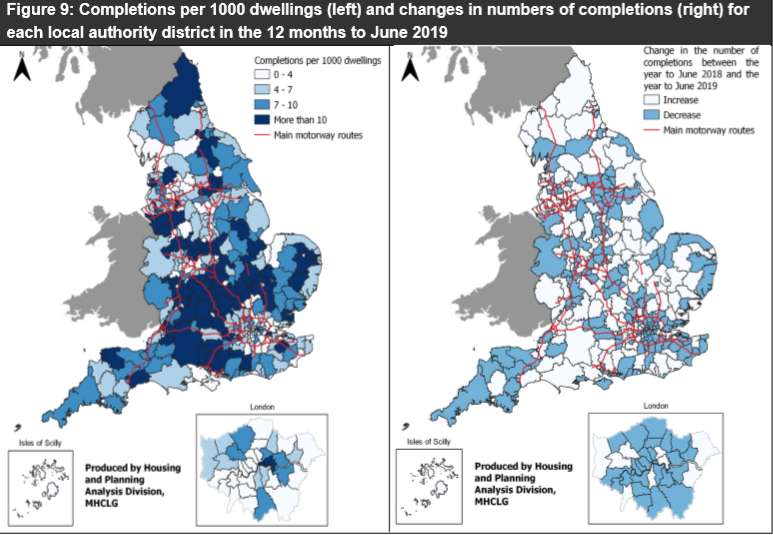 Figure 9: Completions per 1000 dwellings (left) and changes in numbers of completions (right) for
each local authority district in the 12 months to June 2019
N
Completions per 1000 dwellings
0 - 4
4 - 7
7 - 10
More than 10
Main motorway routes
London
Isles of Scilly
Produced by Housing
and Planning
Analysis Division,
MHCLG
N
Change in the number of
completions between the
year to June 2018 and the
year to June 2019
Increase
Decrease
Main motorway routes
London
Isles of Scilly
Produced by Housing
and Planning
Analysis Division,
MHCLG